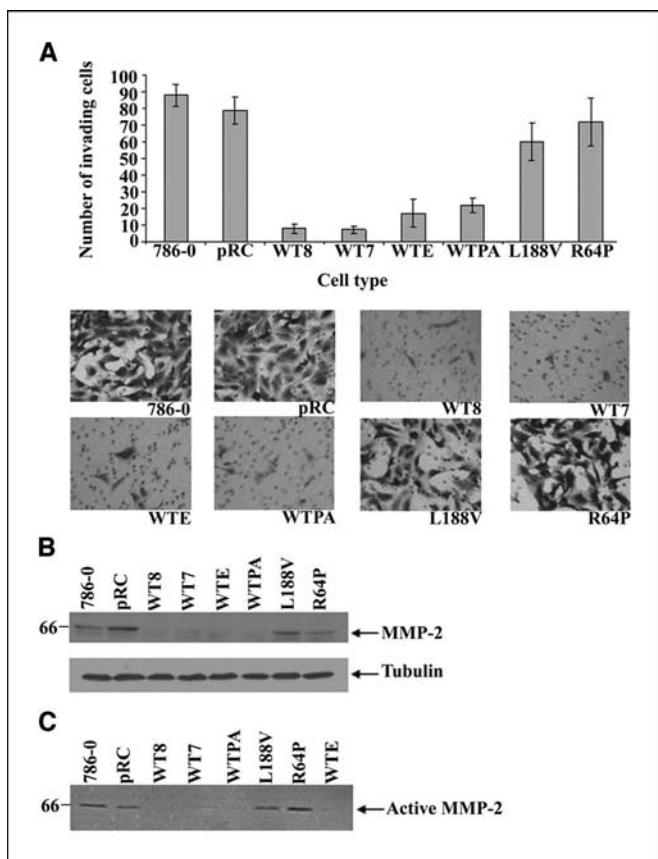 A
Number of invading cells
100
90
80
70
60
50
40
30
20
10
0
786-0 pRC WT8 WT7 WTE WTPA L188V R64P
Cell type
786-0 pRC WT8 WT7
WTE WTPA L188V R64P
B
786-0 pRC WT8 WT7 WTE WTPA L188V R64P
66
MMP-2
Tubulin
C
786-0 pRC WT8 WT7 WTPA L188V R64P WTE
66
Active MMP-2